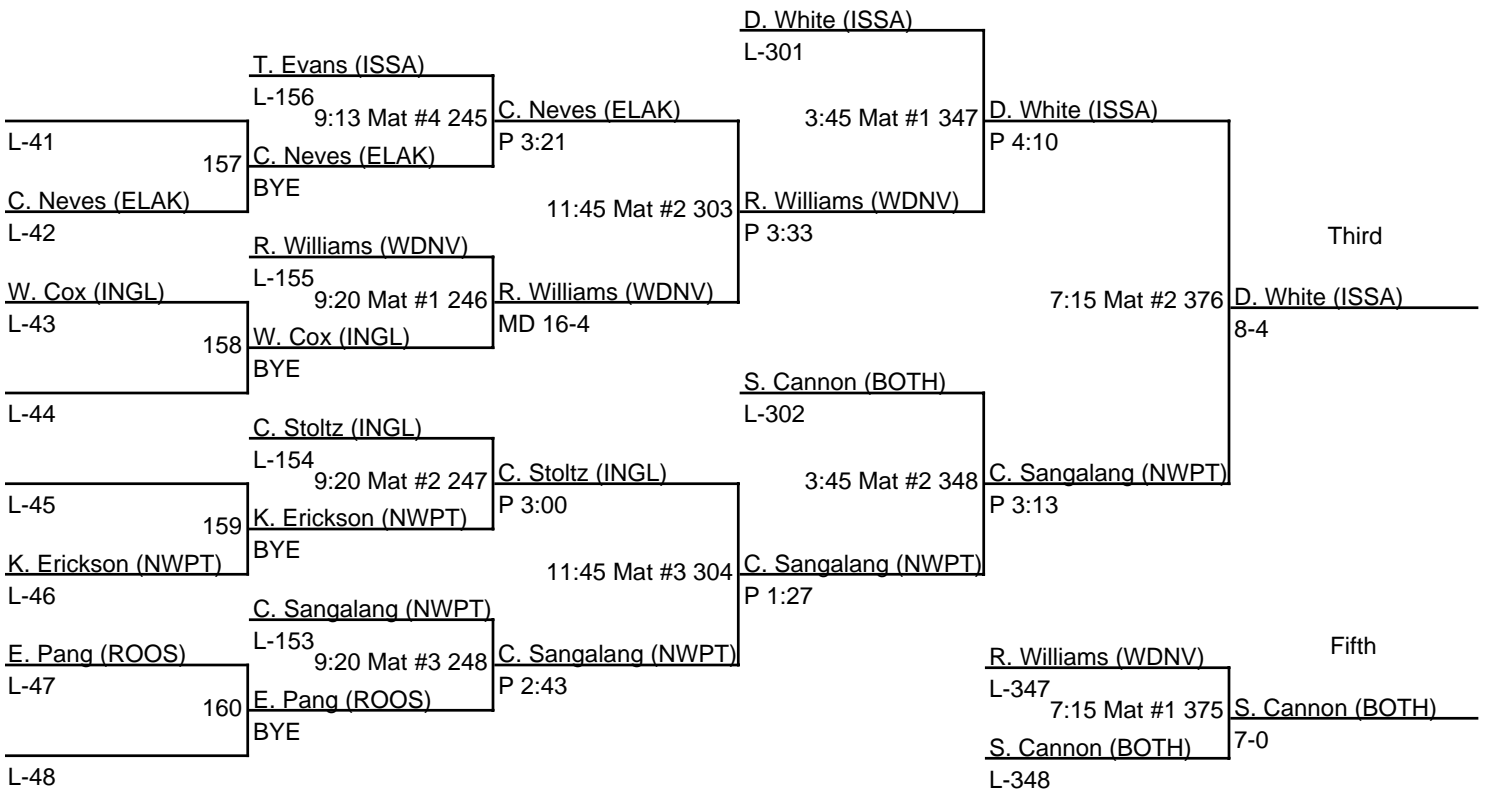 D. White (ISSA)
L-301
T. Evans (ISSA)
L-156
9:13 Mat #4 245
C. Neves (ELAK)
P 3:21
3:45 Mat #1 347
D. White (ISSA)
P 4:10
L-41
157
C. Neves (ELAK)
BYE
C. Neves (ELAK)
L-42
11:45 Mat #2 303
R. Williams (WDNV)
P 3:33
Third
R. Williams (WDNV)
L-155
9:20 Mat #1 246
R. Williams (WDNV)
MD 16-4
W. Cox (INGL)
L-43
158
W. Cox (INGL)
BYE
7:15 Mat #2 376
D. White (ISSA)
8-4
L-44
S. Cannon (BOTH)
L-302
C. Stoltz (INGL)
L-154
9:20 Mat #2 247
C. Stoltz (INGL)
P 3:00
3:45 Mat #2 348
C. Sangalang (NWPT)
P 3:13
L-45
159
K. Erickson (NWPT)
BYE
K. Erickson (NWPT)
L-46
11:45 Mat #3 304
C. Sangalang (NWPT)
P 1:27
C. Sangalang (NWPT)
L-153
9:20 Mat #3 248
C. Sangalang (NWPT)
P 2:43
E. Pang (ROOS)
L-47
160
E. Pang (ROOS)
BYE
L-48
Fifth
R. Williams (WDNV)
L-347
7:15 Mat #1 375
S. Cannon (BOTH)
7-0
S. Cannon (BOTH)
L-348